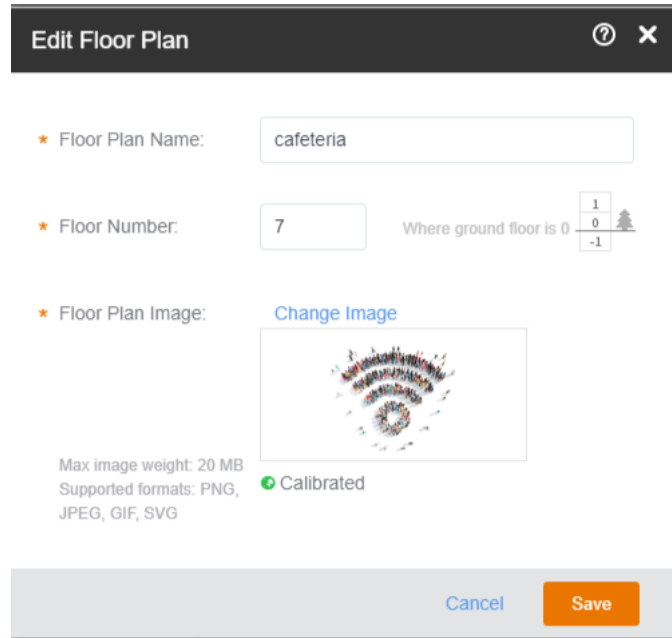 Edit Floor Plan
* Floor Plan Name:
cafeteria
* Floor Number:
7
Where ground floor is 0
1
0
-1
* Floor Plan Image:
Change Image
Max image weight: 20 MB
Supported formats: PNG,
JPEG, GIF, SVG
Calibrated
Cancel
Save